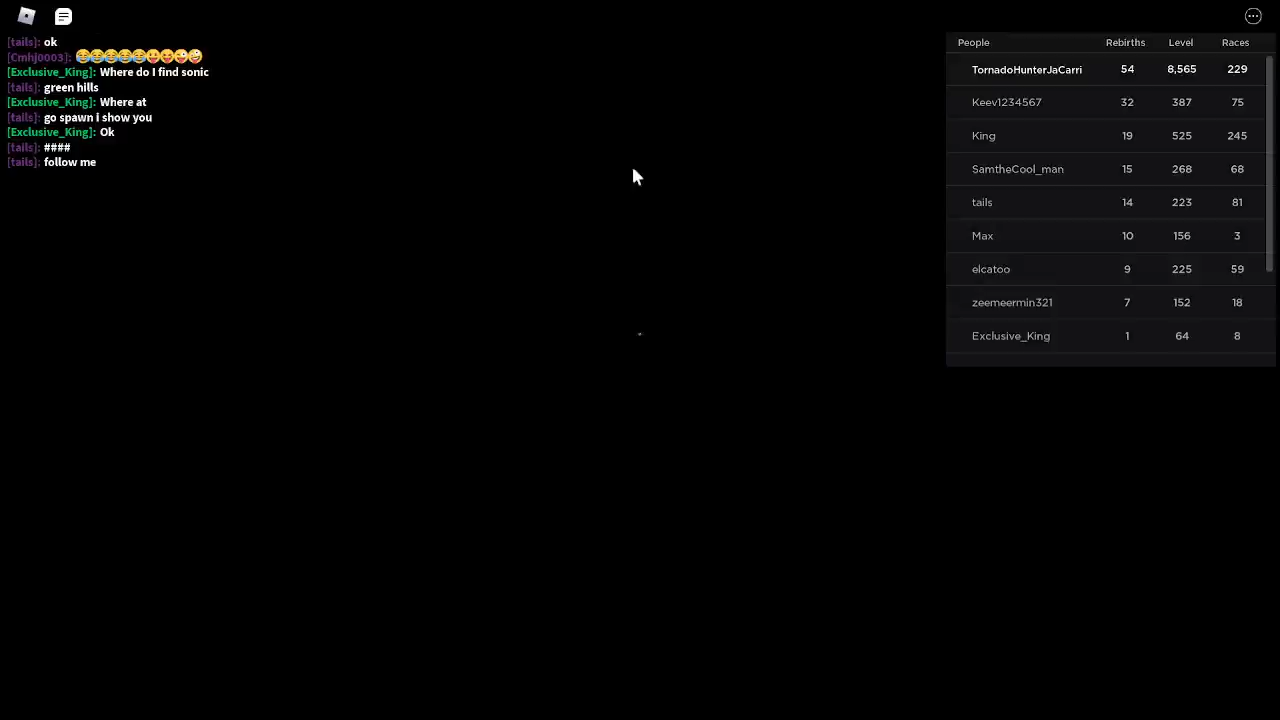 [tails]: ok
[Cmhj0003]: 😂😂😂😂😂😛😝😜🤪
[Exclusive_King]: Where do I find sonic
[tails]: green hills
[Exclusive_King]: Where at
[tails]: go spawn i show you
[Exclusive_King]: Ok
[tails]: ####
[tails]: follow me
People Rebirths Level Races
TornadoHunterJaCarri 54 8,565 229
Keev1234567 32 387 75
King 19 525 245
SamtheCool_man 15 268 68
tails 14 223 81
Max 10 156 3
elcatoo 9 225 59
zeemeermin321 7 152 18
Exclusive_King 1 64 8